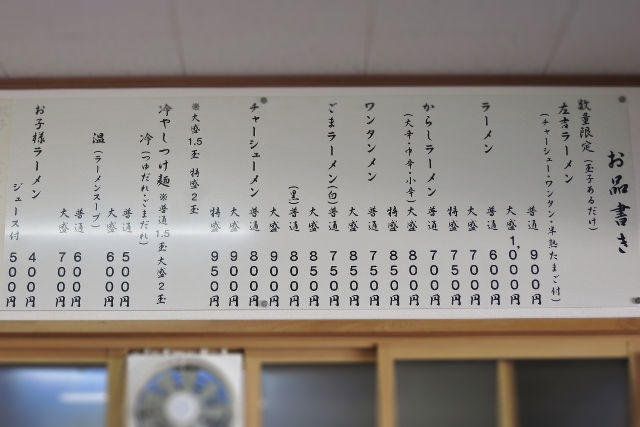 お品書き
数量限定(玉子あるだけ)
左吉ラーメン
(チャーシュー・ワンタン・半熟たまご付)
普通 900円
大盛 1,000円
ラーメン
普通 600円
大盛 700円
特盛 750円
からしラーメン 普通 700円
(大辛・中辛・小辛) 大盛 800円
特盛 850円
ワンタンメン 普通 750円
大盛 850円
ごまラーメン(白) 普通 750円
大盛 850円
(黒) 普通 800円
大盛 900円
チャーシューメン 普通 800円
大盛 900円
特盛 950円
※大盛1.5玉 特盛2玉
冷やしつけ麺 ※普通1.5玉 大盛2玉
冷(つゆだれ・ごまだれ)
普通 500円
大盛 600円
温(ラーメンスープ)
普通 600円
大盛 700円
お子様ラーメン 400円
ジュース付 500円